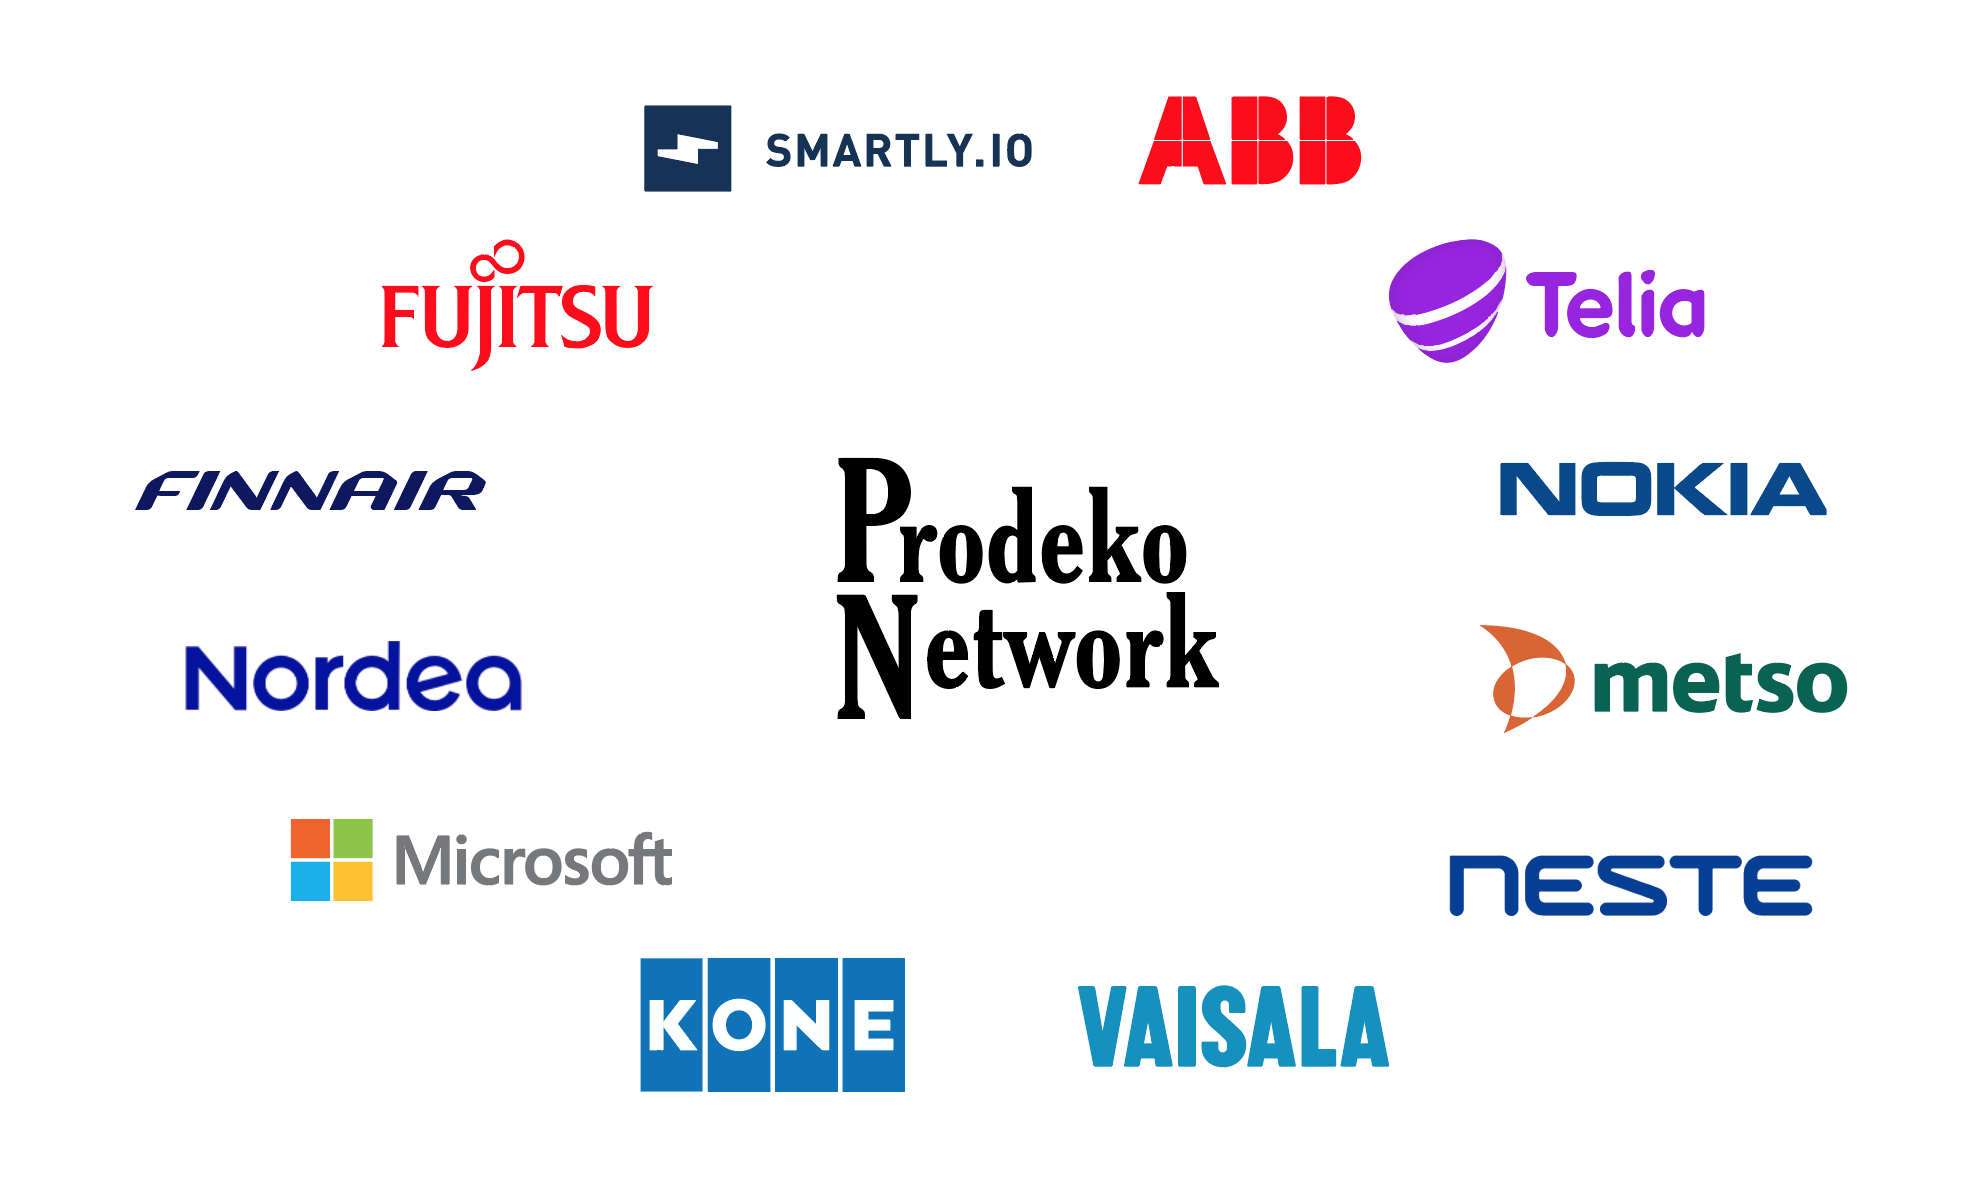 SMARTLY.IO
ABB
FUJITSU
Telia
FINNAIR
NOKIA
Prodeko
Network
Nordea
metso
Microsoft
NESTE
KONE
VAISALA